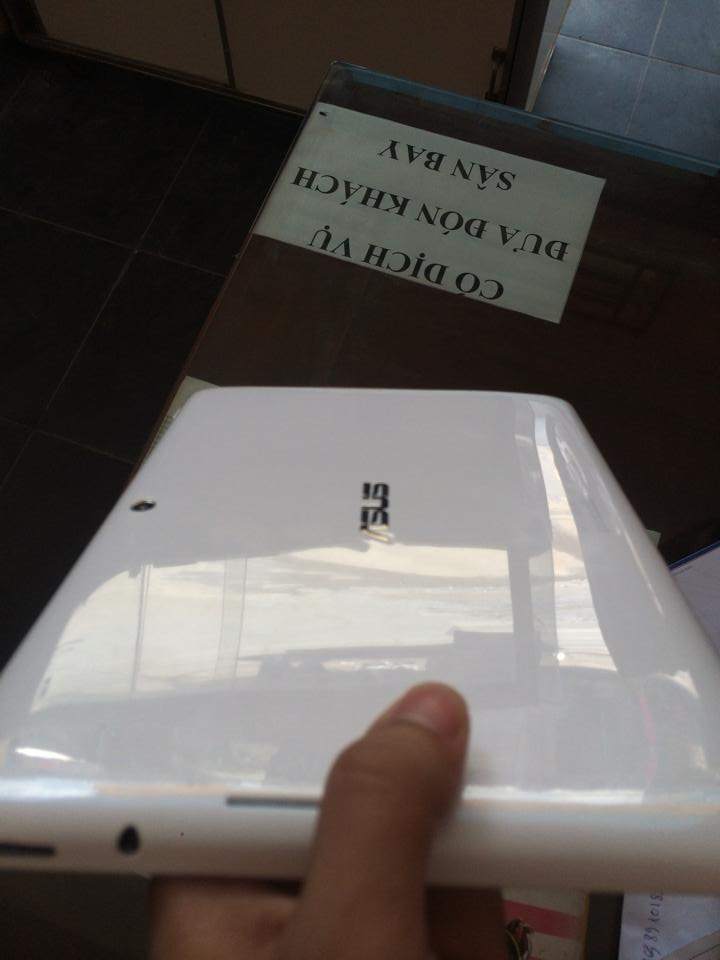 CÓ DỊCH VỤ
ĐƯA ĐÓN KHÁCH
SÂN BAY
ASUS